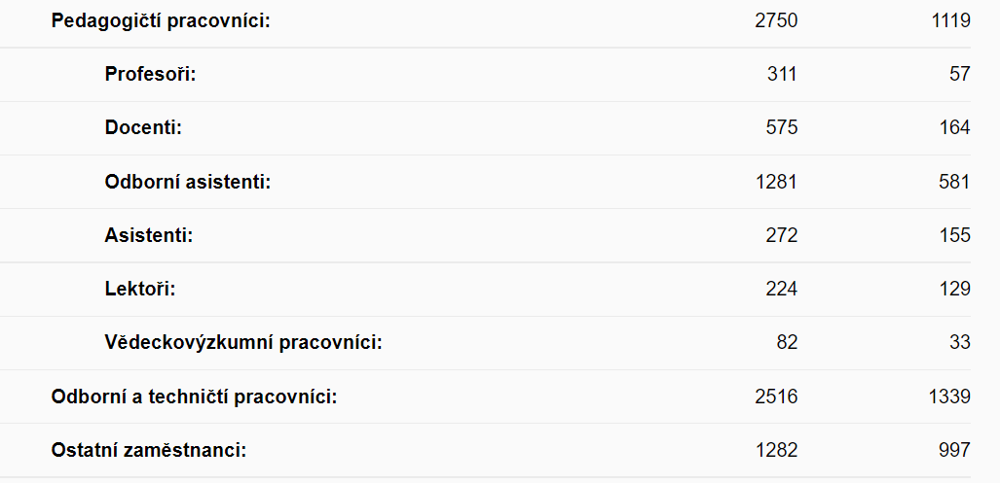 Pedagogičtí pracovníci: 2750 1119
Profesoři: 311 57
Docenti: 575 164
Odborní asistenti: 1281 581
Asistenti: 272 155
Lektoři: 224 129
Vědeckovýzkumní pracovníci: 82 33
Odborní a techničtí pracovníci: 2516 1339
Ostatní zaměstnanci: 1282 997